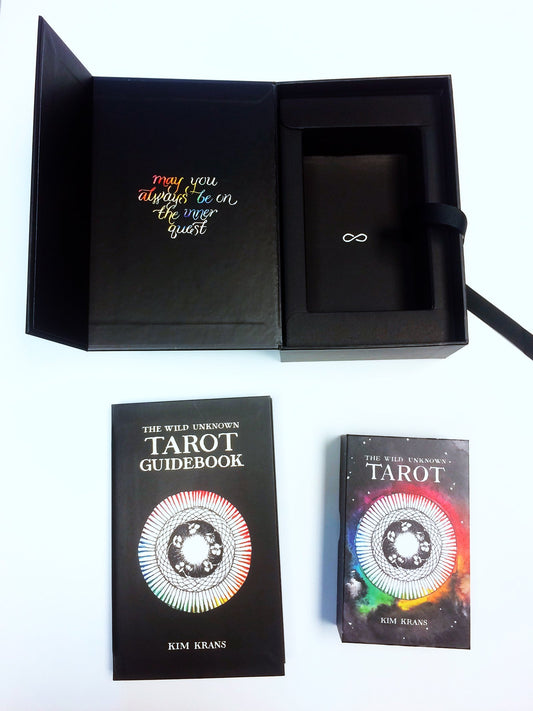 may you
always be on
the inner
quest
THE WILD UNKNOWN
TAROT
GUIDEBOOK
KIM KRANS
THE WILD UNKNOWN
TAROT
KIM KRANS